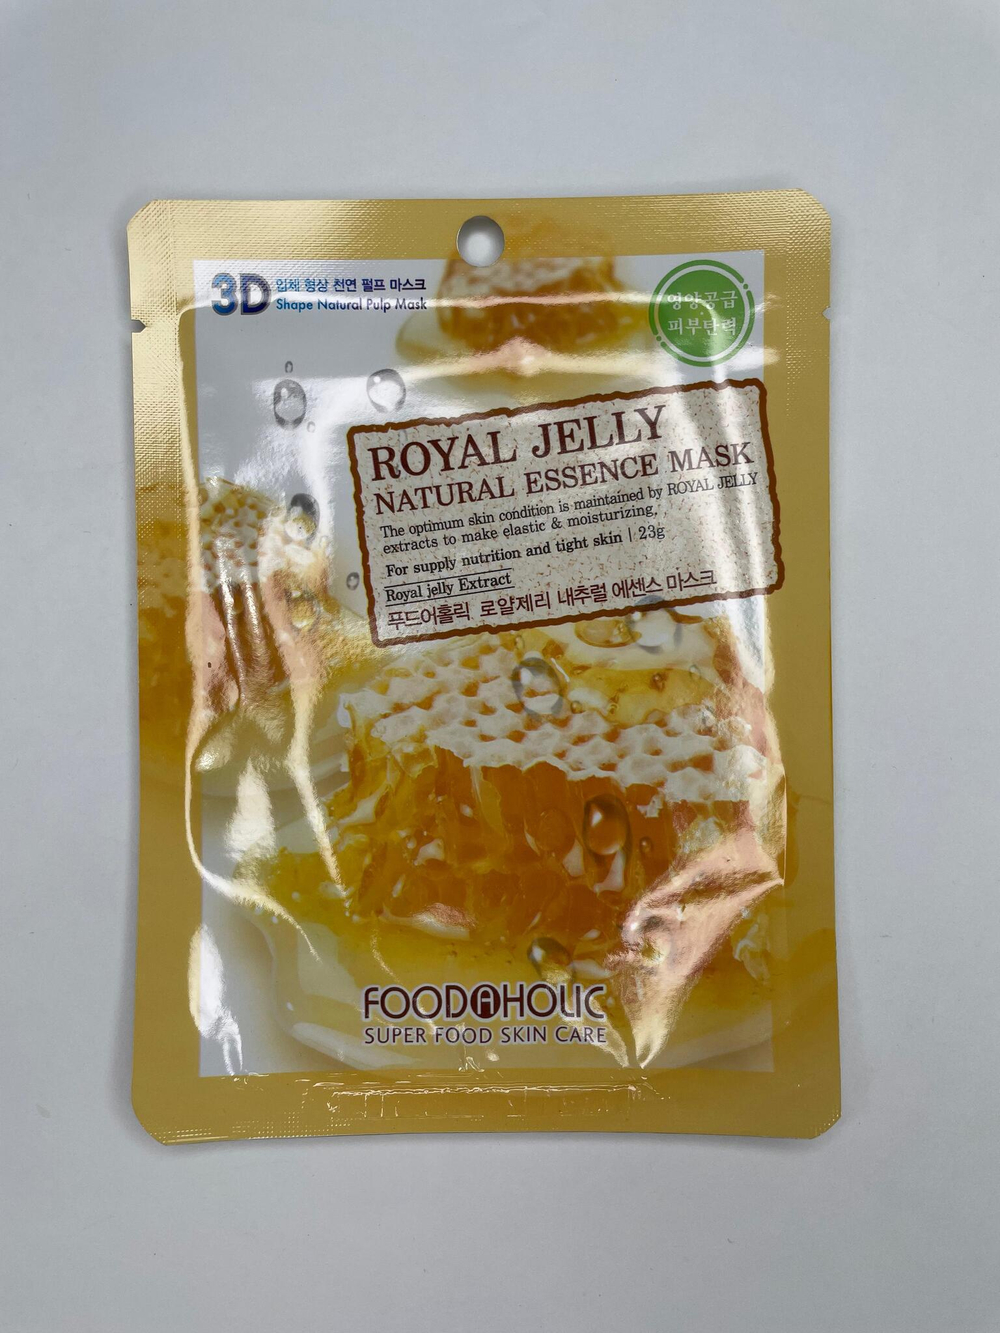 3D 입체 형상 천연 펄프 마스크
Shape Natural Pulp Mask
영양공급
피부탄력
ROYAL JELLY
NATURAL ESSENCE MASK
The optimium skin condition is maintained by ROYAL JELLY
extracts to make elastic & moisturizing,
For supply nutrition and tight skin | 23g
Royal jelly Extract
푸드어홀릭 로얄제리 내추럴 에센스 마스크
FOODAHOLIC
SUPER FOOD SKIN CARE